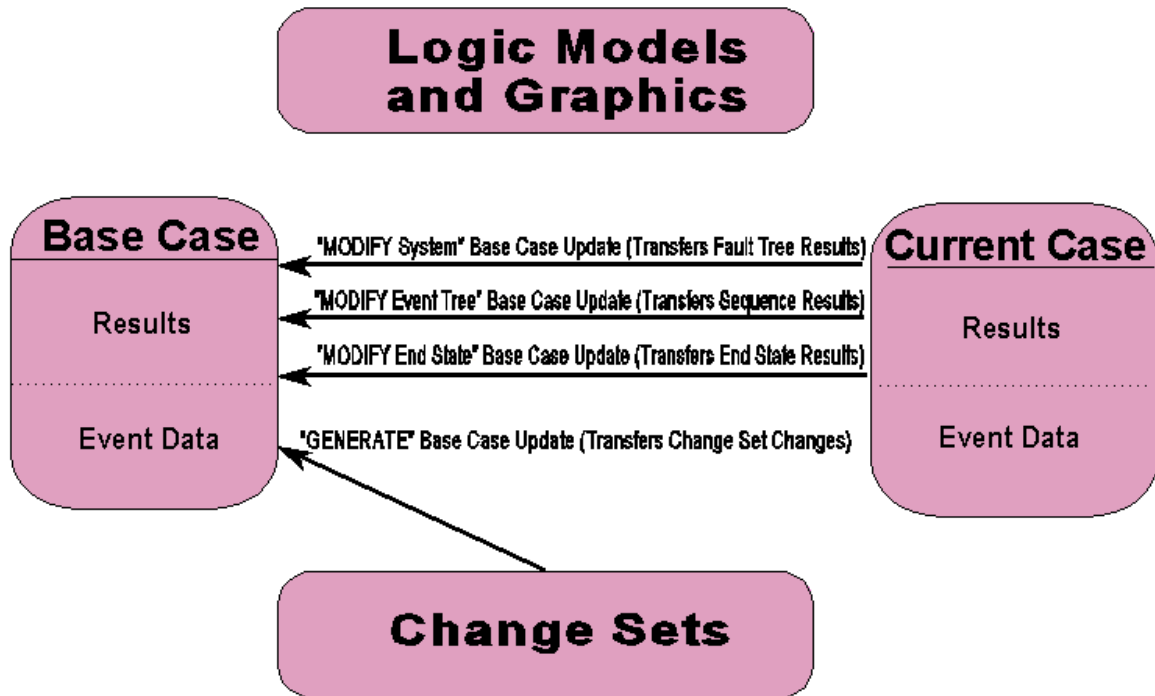 Logic Models
and Graphics
Base Case
Results
Event Data
"MODIFY System" Base Case Update (Transfers Fault Tree Results)
"MODIFY Event Tree" Base Case Update (Transfers Sequence Results)
"MODIFY End State" Base Case Update (Transfers End State Results)
"GENERATE" Base Case Update (Transfers Change Set Changes)
Current Case
Results
Event Data
Change Sets